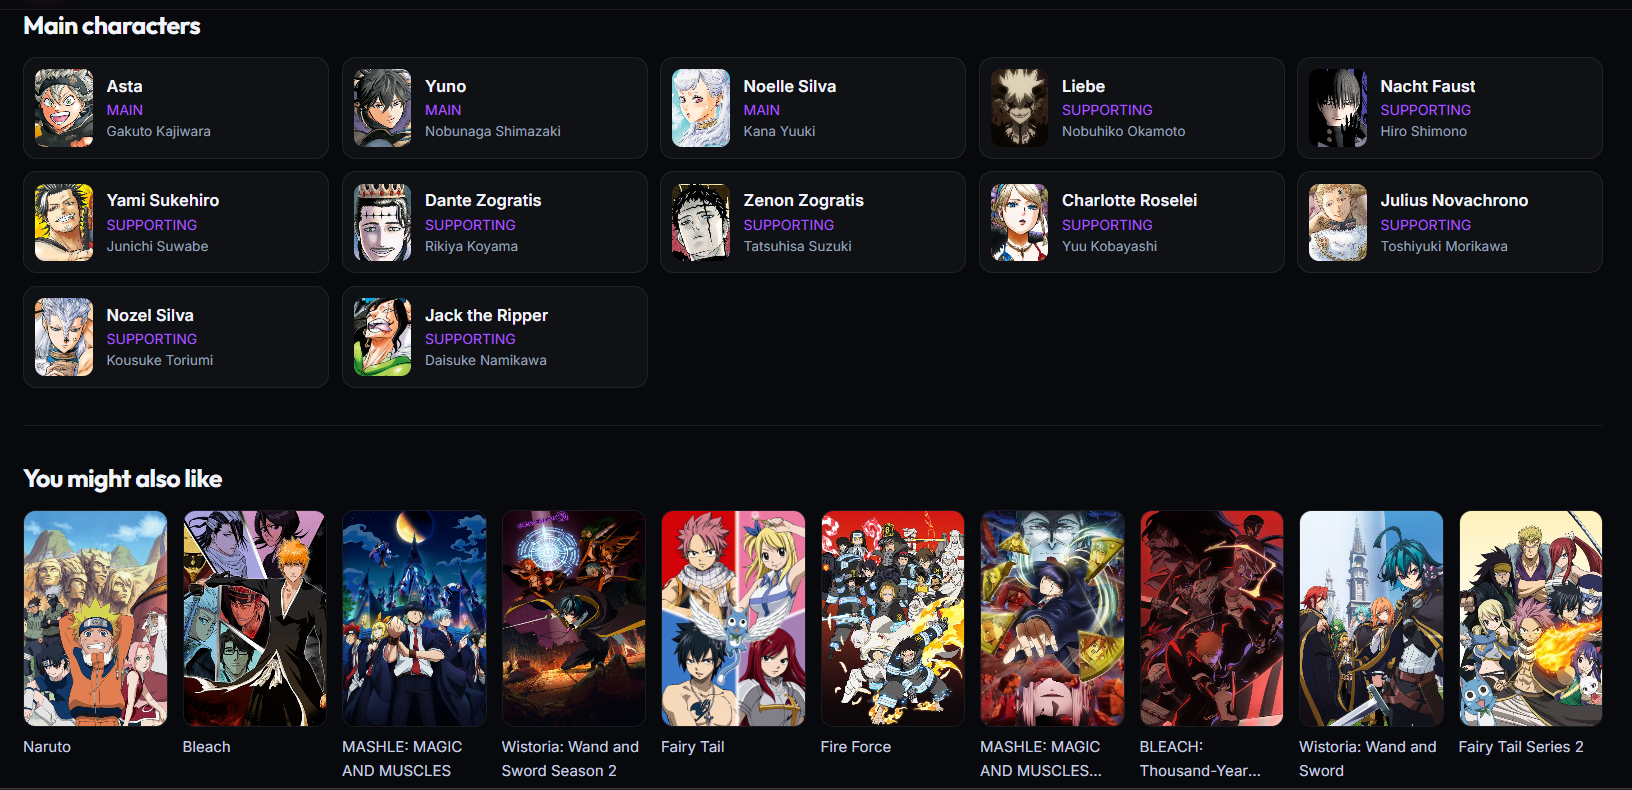 Main characters
Asta
MAIN
Gakuto Kajiwara
Yuno
MAIN
Nobunaga Shimazaki
Noelle Silva
MAIN
Kana Yuuki
Liebe
SUPPORTING
Nobuhiko Okamoto
Nacht Faust
SUPPORTING
Hiro Shimono
Yami Sukehiro
SUPPORTING
Junichi Suwabe
Dante Zogratis
SUPPORTING
Rikiya Koyama
Zenon Zogratis
SUPPORTING
Tatsuhisa Suzuki
Charlotte Roselei
SUPPORTING
Yuu Kobayashi
Julius Novachrono
SUPPORTING
Toshiyuki Morikawa
Nozel Silva
SUPPORTING
Kousuke Toriumi
Jack the Ripper
SUPPORTING
Daisuke Namikawa
You might also like
Naruto
Bleach
MASHLE: MAGIC
AND MUSCLES
Wistoria: Wand and
Sword Season 2
Fairy Tail
Fire Force
MASHLE: MAGIC
AND MUSCLES...
BLEACH:
Thousand-Year...
Wistoria: Wand and
Sword
Fairy Tail Series 2